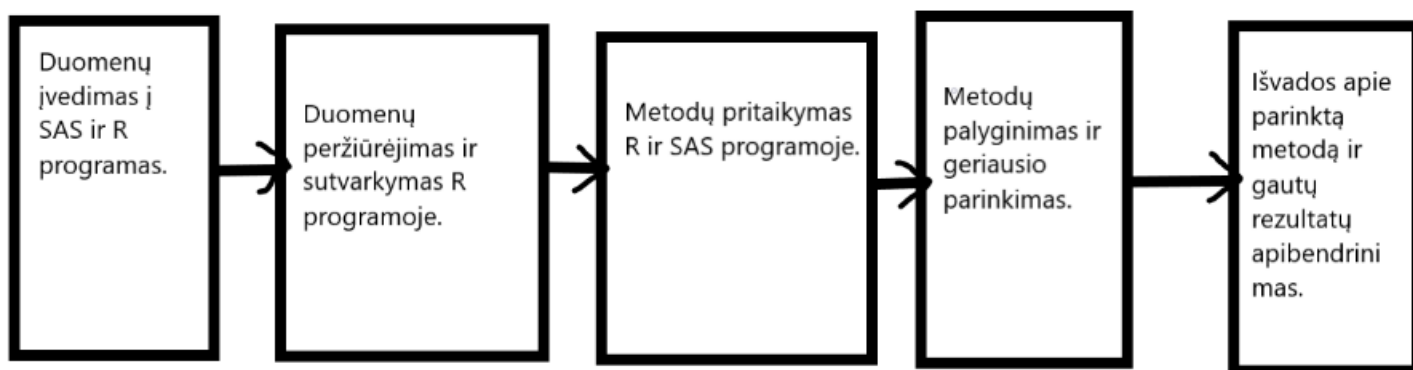 Duomenų
įvedimas į
SAS ir R
programas.
Duomenų
peržiūrėjimas ir
sutvarkymas R
programoje.
Metodų pritaikymas
R ir SAS programoje.
Metodų
palyginimas ir
geriausio
parinkimas.
Išvados apie
parinktą
metodą ir
gautų
rezultatų
apibendrini
mas.